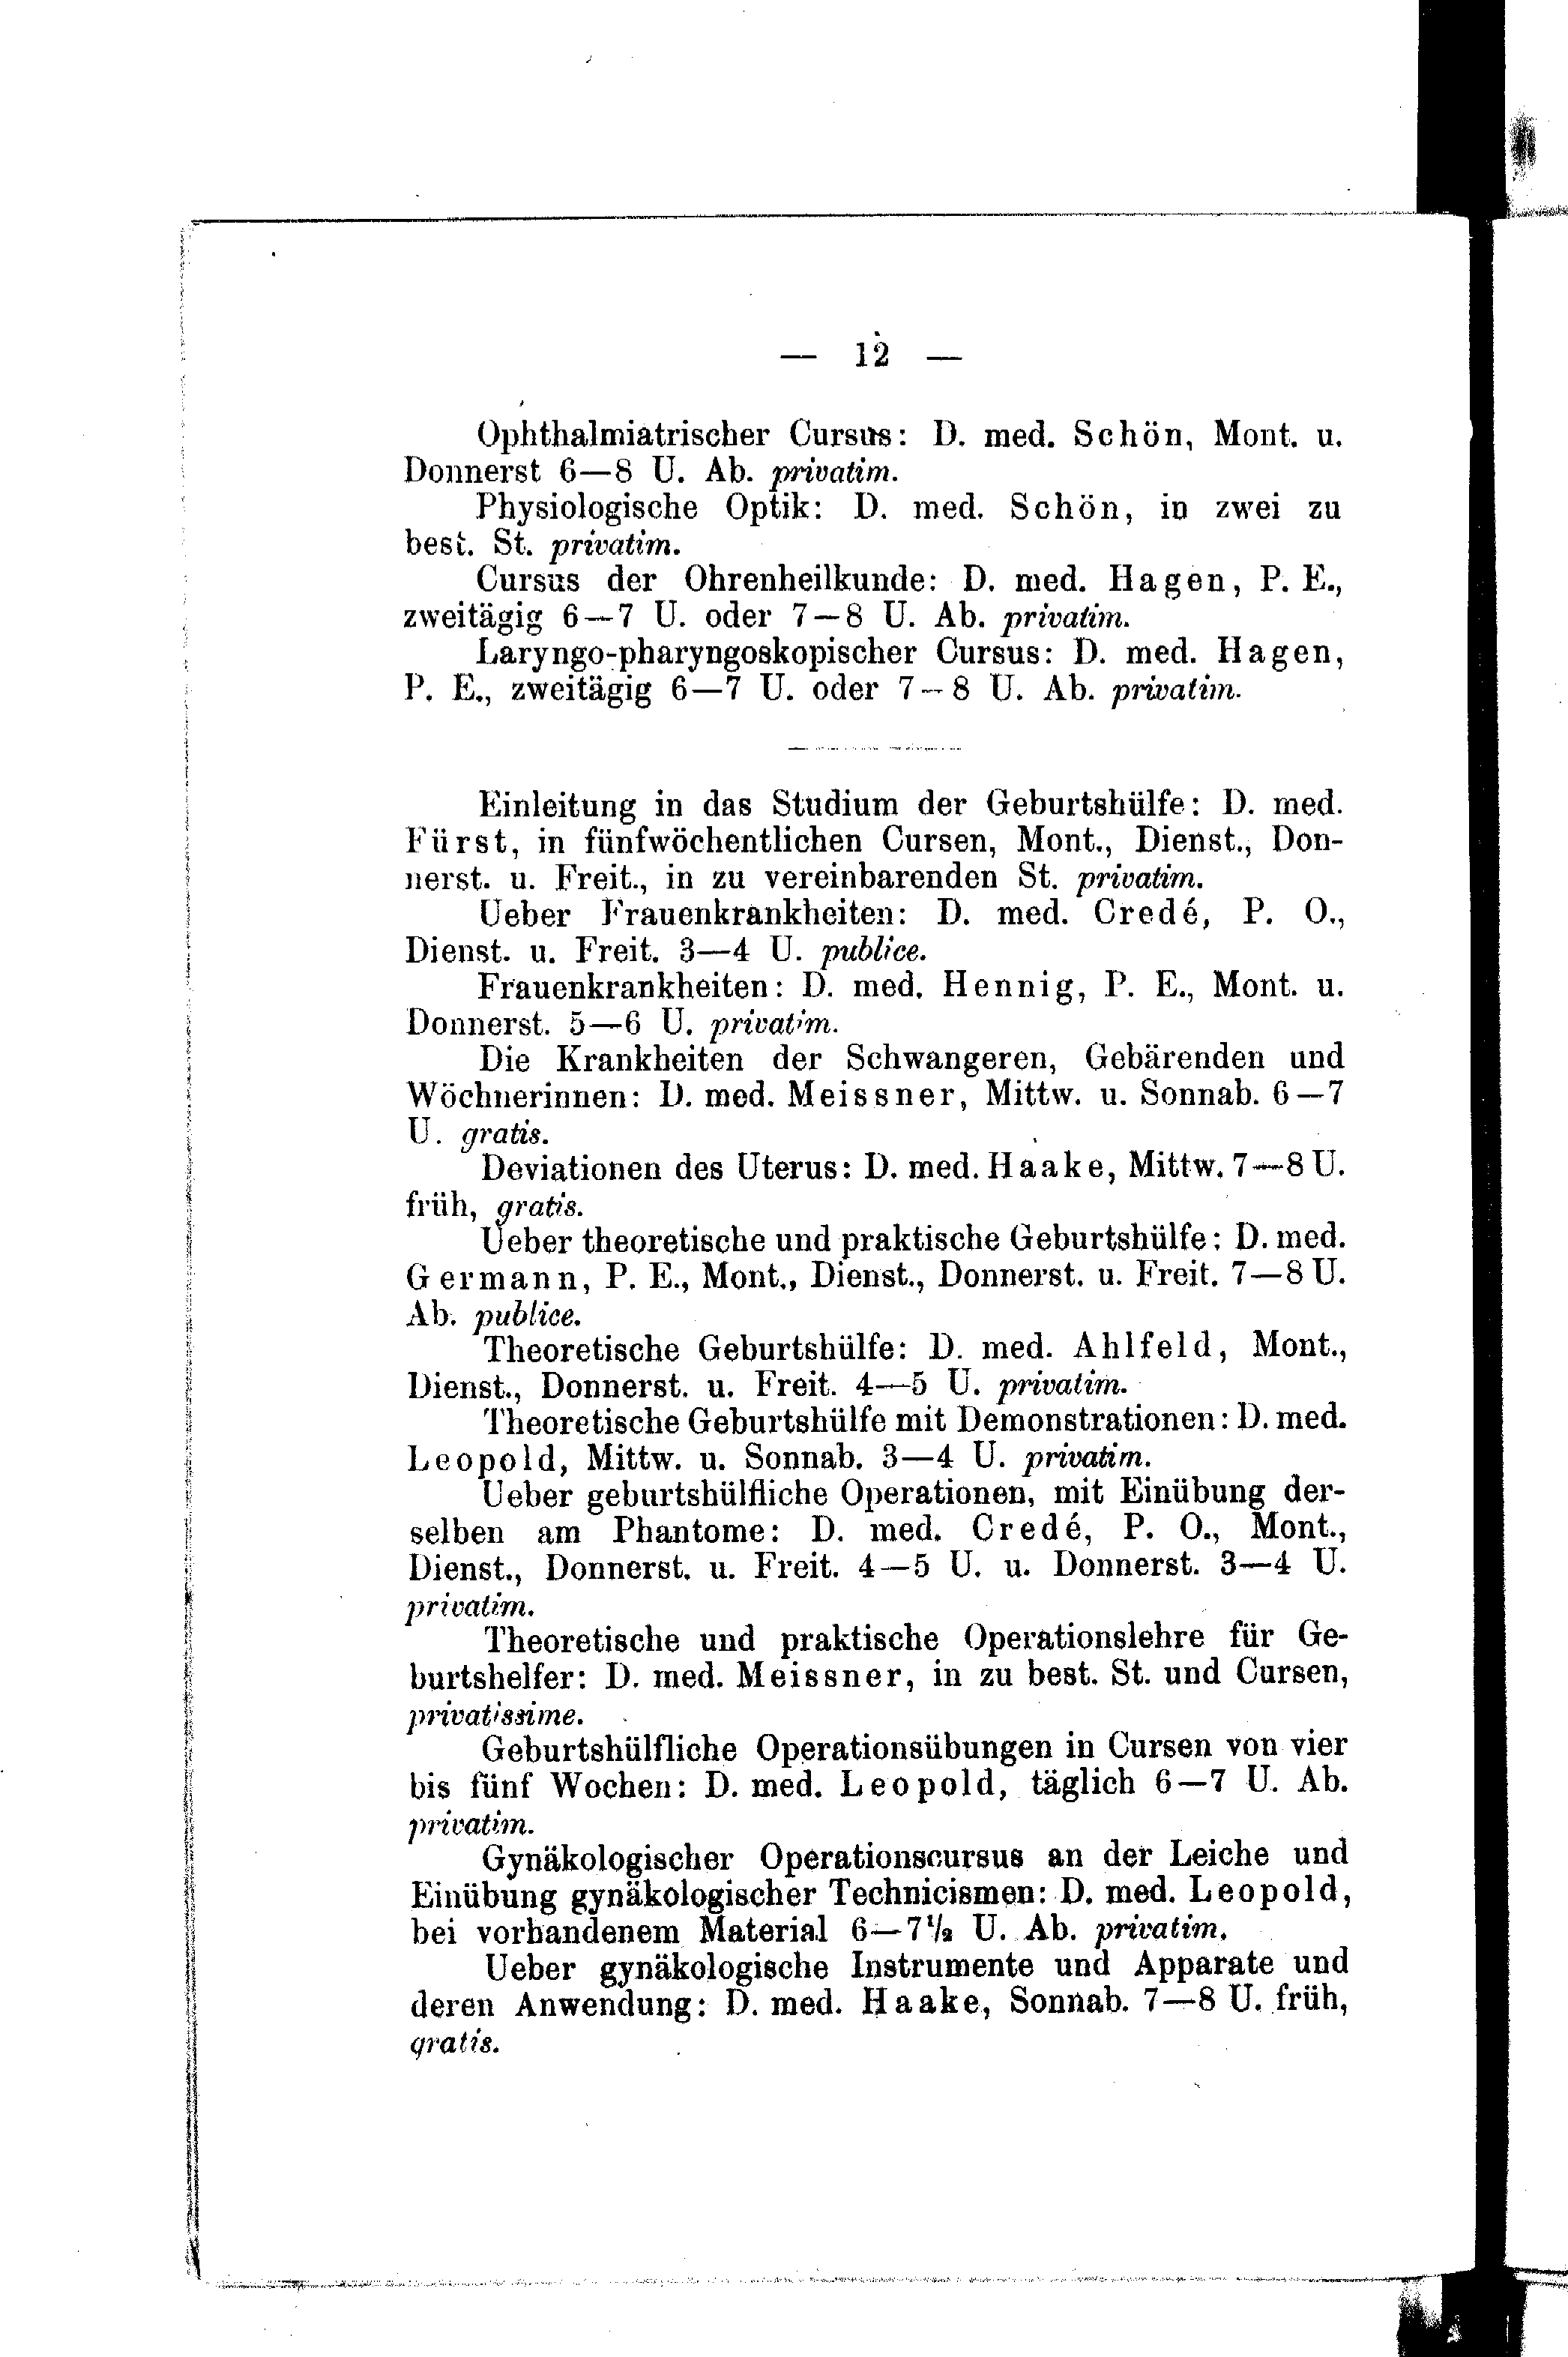 — 12 —
Ophthalmiatrischer Cursus: D. med. Schön, Mont. u.
Donnerst 6—8 U. Ab. privatim.
Physiologische Optik: D. med. Schön, in zwei zu
best. St. privatim.
Cursus der Ohrenheilkunde: D. med. Hagen, P. E.,
zweitägig 6—7 U. oder 7—8 U. Ab. privatim.
Laryngo-pharyngoskopischer Cursus: D. med. Hagen,
P. E., zweitägig 6—7 U. oder 7—8 U. Ab. privatim.
Einleitung in das Studium der Geburtshülfe: D. med.
Fürst, in fünfwöchentlichen Cursen, Mont., Dienst., Don-
nerst. u. Freit., in zu vereinbarenden St. privatim.
Ueber Frauenkrankheiten: D. med. Credé, P. O.,
Dienst. u. Freit. 3—4 U. publice.
Frauenkrankheiten: D. med. Hennig, P. E., Mont. u.
Donnerst. 5—6 U. privatim.
Die Krankheiten der Schwangeren, Gebärenden und
Wöchnerinnen: D. med. Meissner, Mittw. u. Sonnab. 6—7
U. gratis.
Deviationen des Uterus: D. med. Haake, Mittw. 7—8 U.
früh, gratis.
Ueber theoretische und praktische Geburtshülfe: D. med.
Germann, P. E., Mont., Dienst., Donnerst. u. Freit. 7—8 U.
Ab. publice.
Theoretische Geburtshülfe: D. med. Ahlfeld, Mont.,
Dienst., Donnerst. u. Freit. 4—5 U. privatim.
Theoretische Geburtshülfe mit Demonstrationen: D. med.
Leopold, Mittw. u. Sonnab. 3—4 U. privatim.
Ueber geburtshülfliche Operationen, mit Einübung der-
selben am Phantome: D. med. Credé, P. O., Mont.,
Dienst., Donnerst. u. Freit. 4—5 U. u. Donnerst. 3—4 U.
privatim.
Theoretische und praktische Operationslehre für Ge-
burtshelfer: D. med. Meissner, in zu best. St. und Cursen,
privatissime.
Geburtshülfliche Operationsübungen in Cursen von vier
bis fünf Wochen: D. med. Leopold, täglich 6—7 U. Ab.
privatim.
Gynäkologischer Operationscursus an der Leiche und
Einübung gynäkologischer Technicismen: D. med. Leopold,
bei vorhandenem Material 6—7½ U. Ab. privatim.
Ueber gynäkologische Instrumente und Apparate und
deren Anwendung: D. med. Haake, Sonnab. 7—8 U. früh,
gratis.